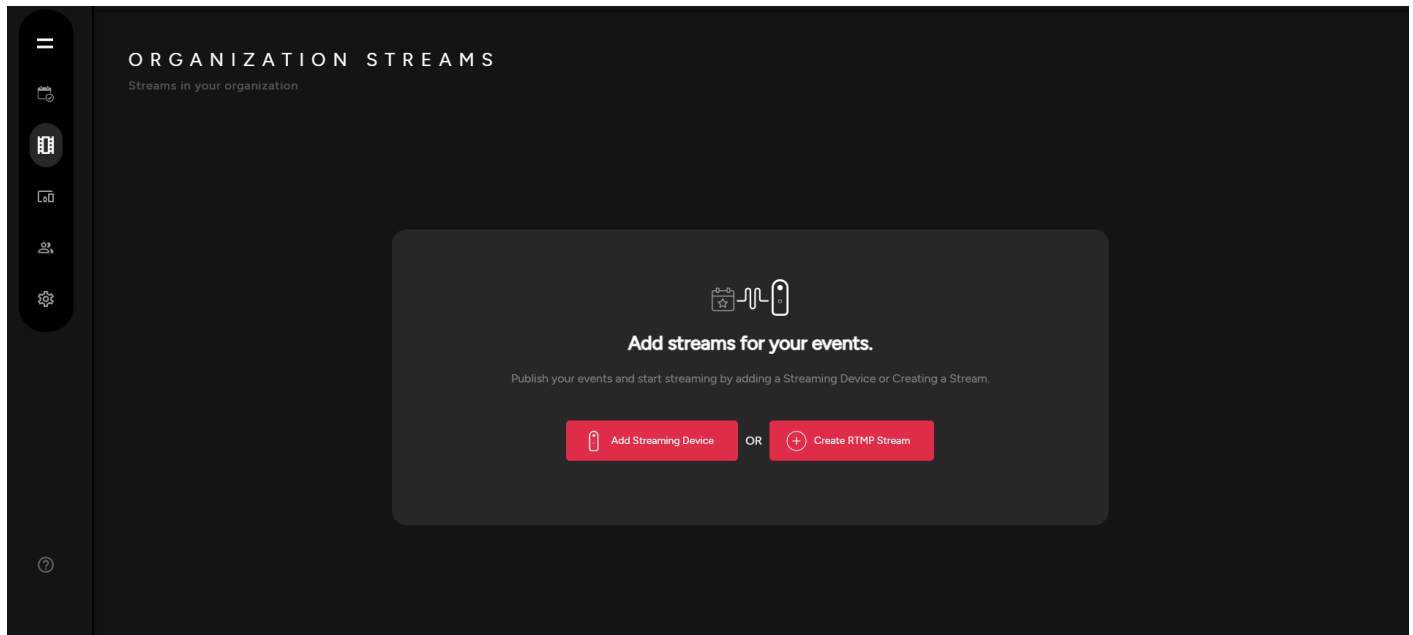 ORGANIZATION STREAMS
Streams in your organization
Add streams for your events.
Publish your events and start streaming by adding a Streaming Device or Creating a Stream.
Add Streaming Device OR Create RTMP Stream